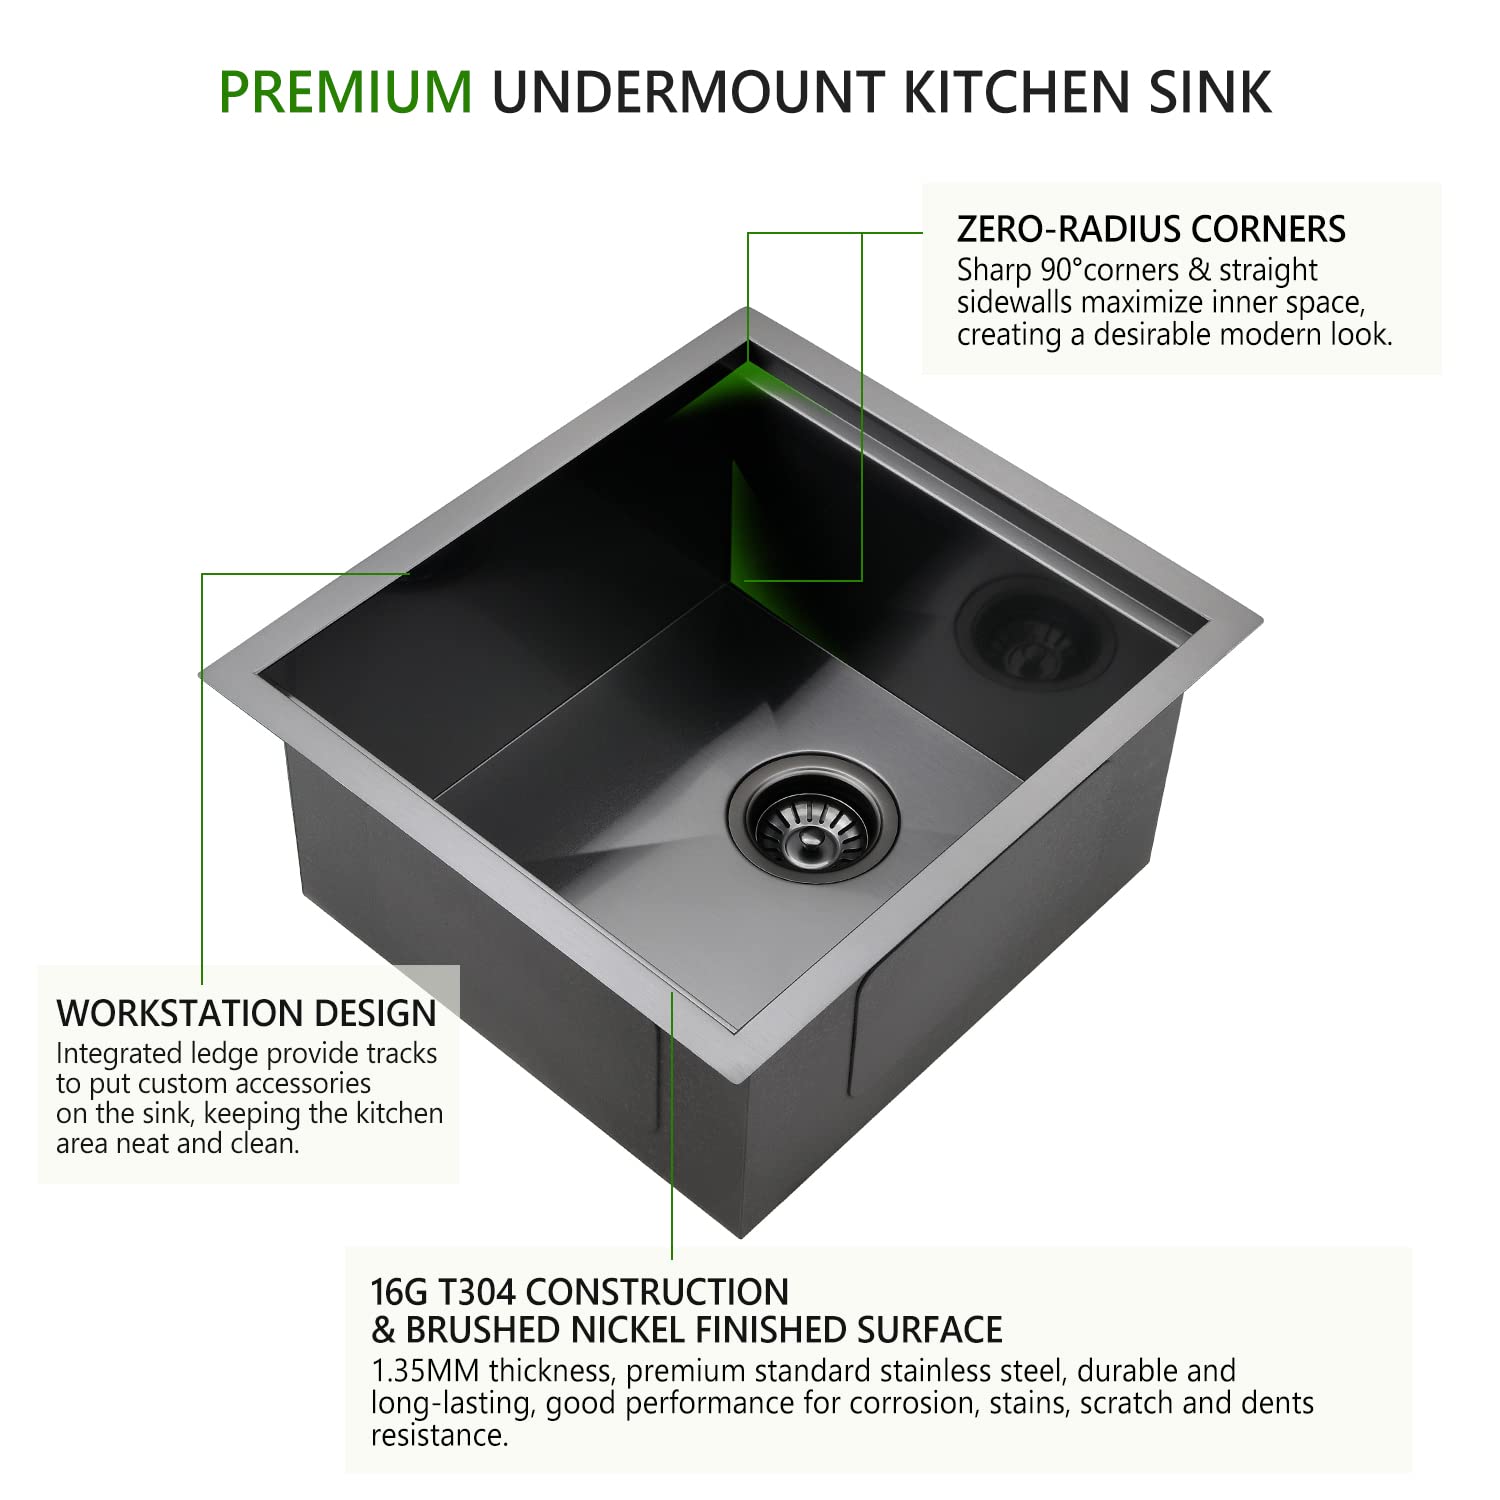 PREMIUM UNDERMOUNT KITCHEN SINK
ZERO-RADIUS CORNERS
Sharp 90°corners & straight
sidewalls maximize inner space,
creating a desirable modern look.
WORKSTATION DESIGN
Integrated ledge provide tracks
to put custom accessories
on the sink, keeping the kitchen
area neat and clean.
16G T304 CONSTRUCTION
& BRUSHED NICKEL FINISHED SURFACE
1.35MM thickness, premium standard stainless steel, durable and
long-lasting, good performance for corrosion, stains, scratch and dents
resistance.